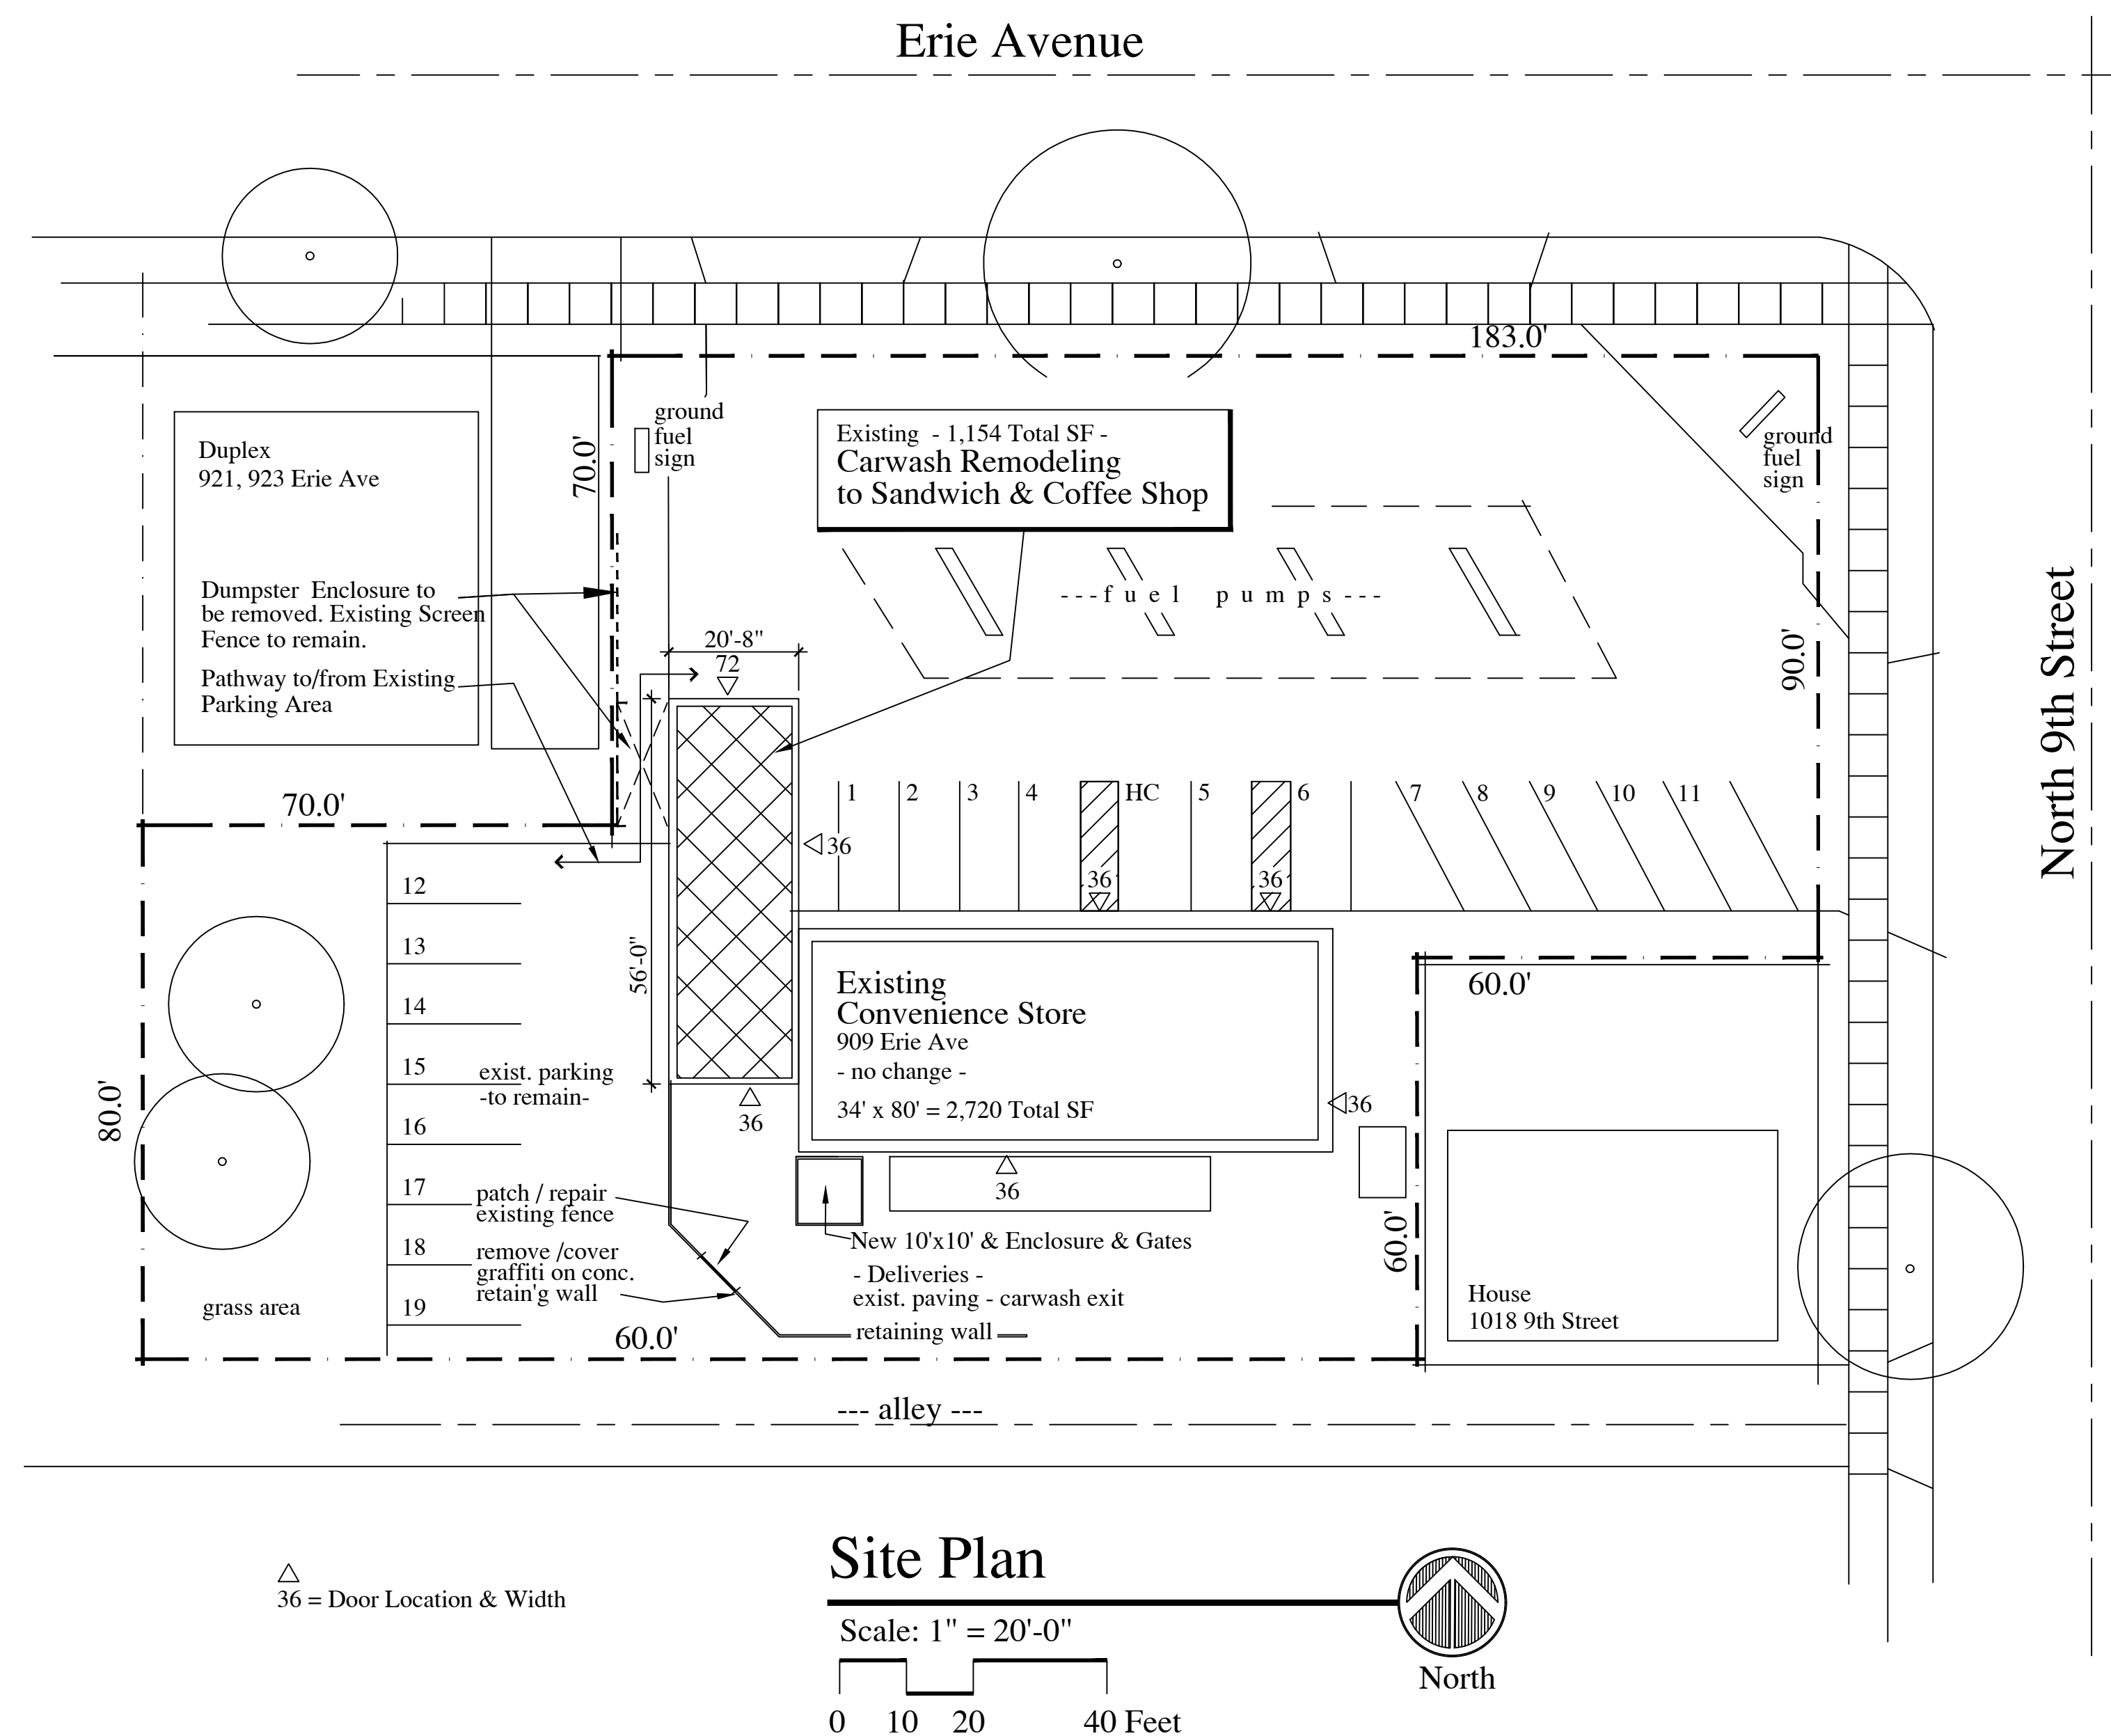 Erie Avenue
183.0'
ground
fuel
sign
70.0'
Existing - 1,154 Total SF -
Carwash Remodeling
to Sandwich & Coffee Shop
ground
fuel
sign
Duplex
921, 923 Erie Ave
Dumpster Enclosure to
be removed. Existing Screen
Fence to remain.
Pathway to/from Existing
Parking Area
---fuel pumps---
North 9th Street
90.0'
20'-8"
72
70.0'
1 2 3 4 HC 5 6 7 8 9 10 11
36
36
36
12
13
14
15
16
17
18
19
56'-0"
exist. parking
-to remain-
Existing
Convenience Store
909 Erie Ave
- no change -
34' x 80' = 2,720 Total SF
60.0'
80.0'
36
36
36
patch / repair
existing fence
remove /cover
graffiti on conc.
retain'g wall
New 10'x10' & Enclosure & Gates
- Deliveries -
exist. paving - carwash exit
retaining wall
60.0'
House
1018 9th Street
grass area
60.0'
--- alley ---
36 = Door Location & Width
Site Plan
Scale: 1" = 20'-0"
0 10 20 40 Feet
North